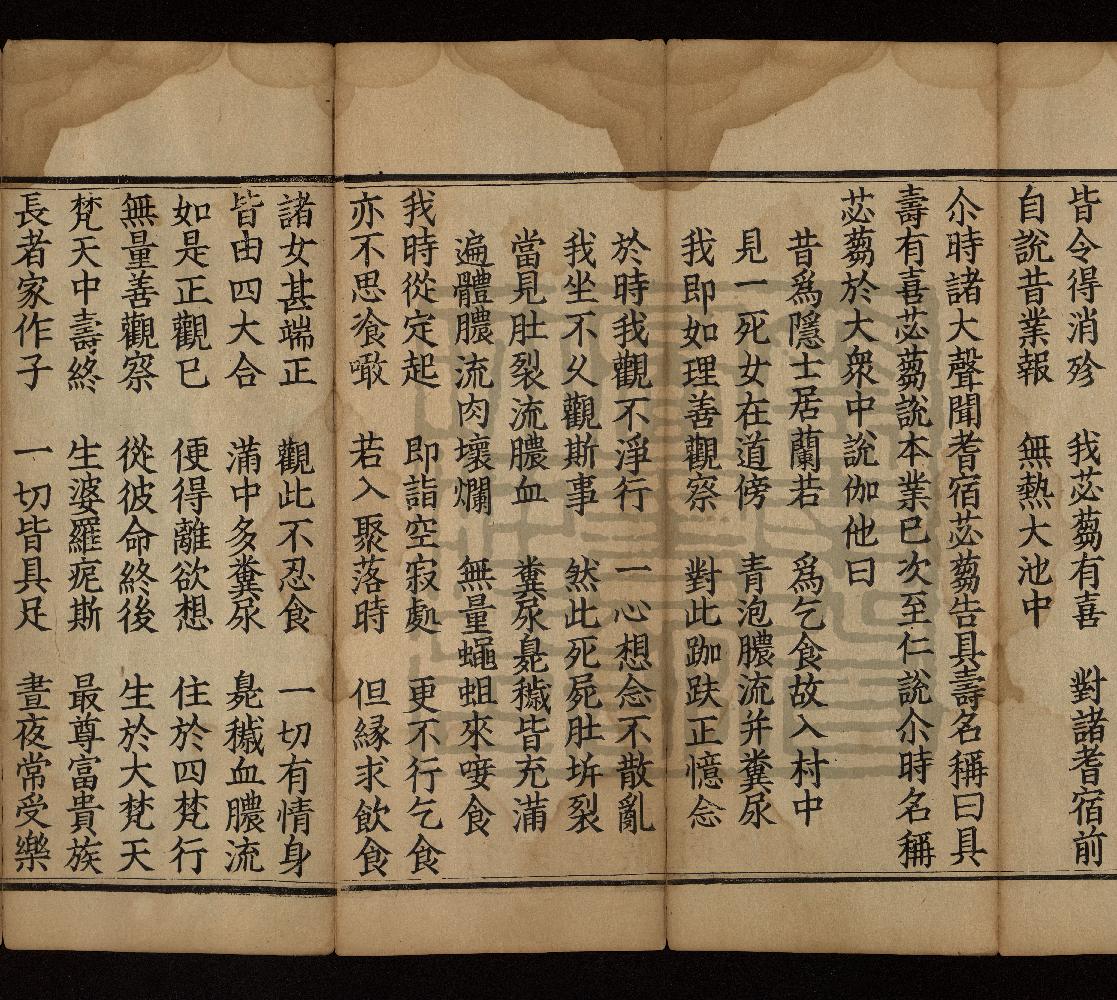 皆令得消殄　我苾蒭有喜　對諸耆宿前
自說昔業報　無熱大池中
尒時諸大聲聞耆宿苾蒭告具壽名稱曰具
壽有喜苾蒭說本業已次至仁說尒時名稱
苾蒭於大衆中說伽他曰
昔爲隱士居蘭若　爲乞食故入村中
見一死女在道傍　青泡膿流并糞尿
我即如理善觀察　對此跏趺正憶念
於時我觀不淨行　一心想念不散亂
我坐不久觀斯事　然此死屍肚坼裂
當見肚裂流膿血　糞尿臰穢皆充滿
遍體膿流肉壞爛　無量蠅蛆來唼食
我時從定起　即詣空寂處　更不行乞食
亦不思飡噉　若入聚落時　但緣求飲食
諸女甚端正　觀此不忍食　一切有情身
皆由四大合　滿中多糞尿　臰穢血膿流
如是正觀已　便得離欲想　住於四梵行
無量善觀察　從彼命終後　生於大梵天
梵天中壽終　生婆羅痆斯　最尊富貴族
長者家作子　一切皆具足　晝夜常受樂